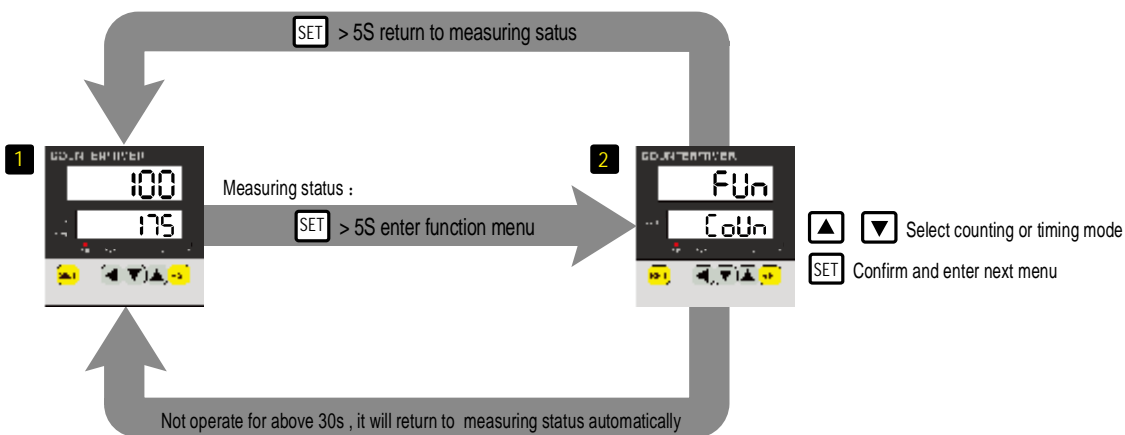 SET > 5S return to measuring satus
1
100
175
Measuring status :
SET > 5S enter function menu
2
FUn
CoUn
Select counting or timing mode
SET Confirm and enter next menu
Not operate for above 30s , it will return to measuring status automatically